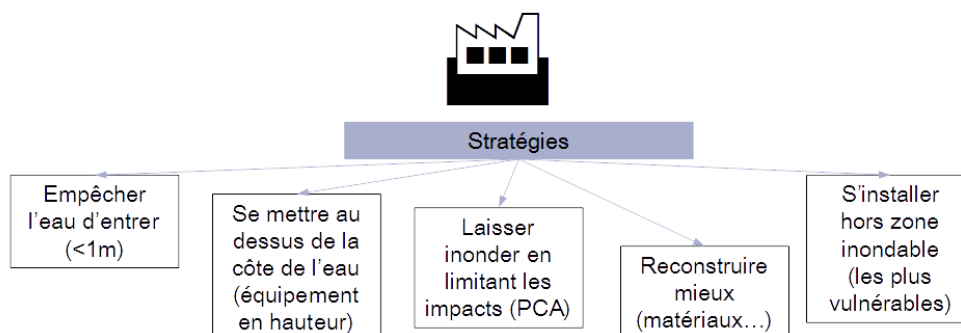 Stratégies
Empêcher
l'eau d'entrer
(<1m)
Se mettre au
dessus de la
côte de l'eau
(équipement
en hauteur)
Laisser
inonder en
limitant les
impacts (PCA)
Reconstruire
mieux
(matériaux…)
S'installer
hors zone
inondable
(les plus
vulnérables)